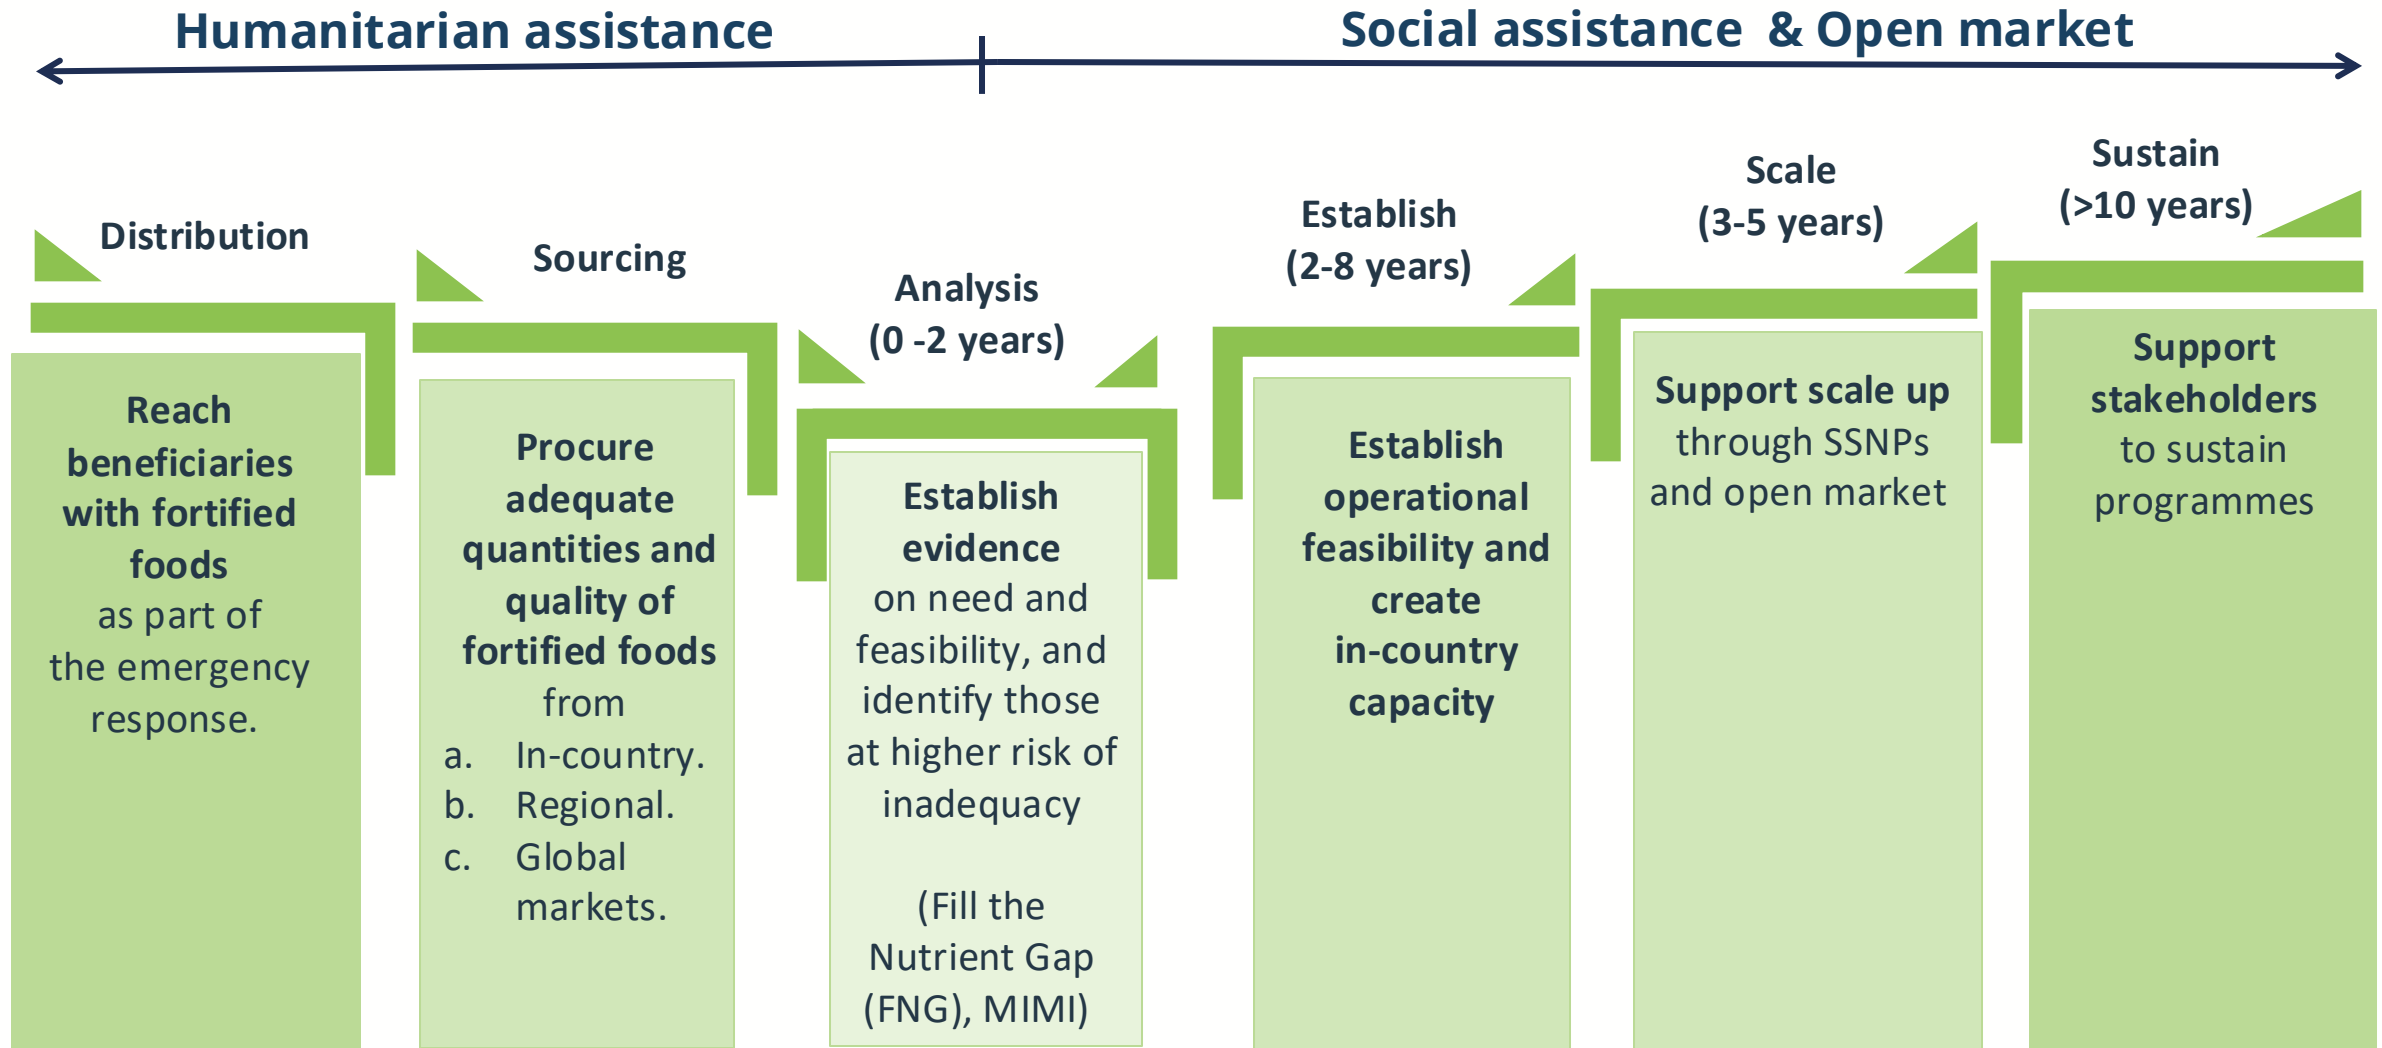 Humanitarian assistance
Social assistance & Open market
Distribution
Reach
beneficiaries
with fortified
foods
as part of
the emergency
response.
Sourcing
Procure
adequate
quantities and
quality of
fortified foods
from
a. In-country.
b. Regional.
c. Global
markets.
Analysis
(0 -2 years)
Establish
evidence
on need and
feasibility, and
identify those
at higher risk of
inadequacy
(Fill the
Nutrient Gap
(FNG), MIMI)
Establish
(2-8 years)
Establish
operational
feasibility and
create
in-country
capacity
Scale
(3-5 years)
Support scale up
through SSNPs
and open market
Sustain
(>10 years)
Support
stakeholders
to sustain
programmes